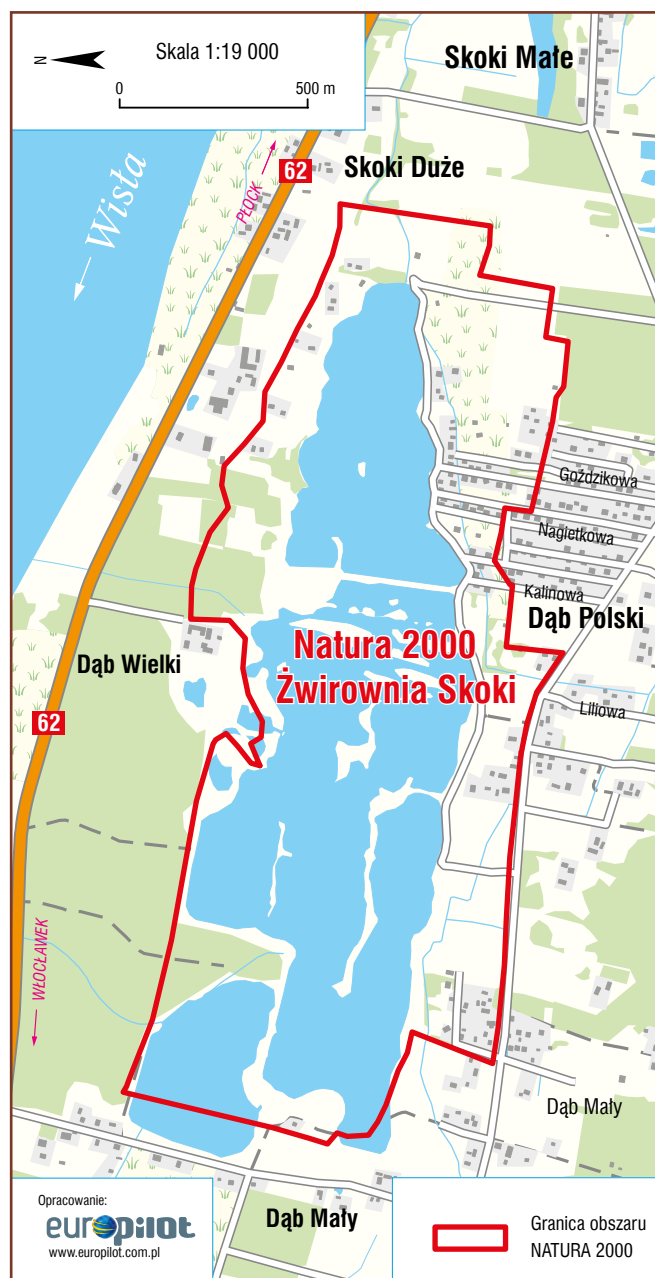 N
Skala 1:19 000
0
500 m
Skoki Małe
Skoki Duże
62
PŁOCK
Wisła
Goździkowa
Nagietkowa
Kalinowa
Dąb Polski
Natura 2000
Żwirownia Skoki
Dąb Wielki
Liliowa
62
WŁOCŁAWEK
Dąb Mały
Dąb Mały
Opracowanie:
europilot
www.europilot.com.pl
Granica obszaru
NATURA 2000